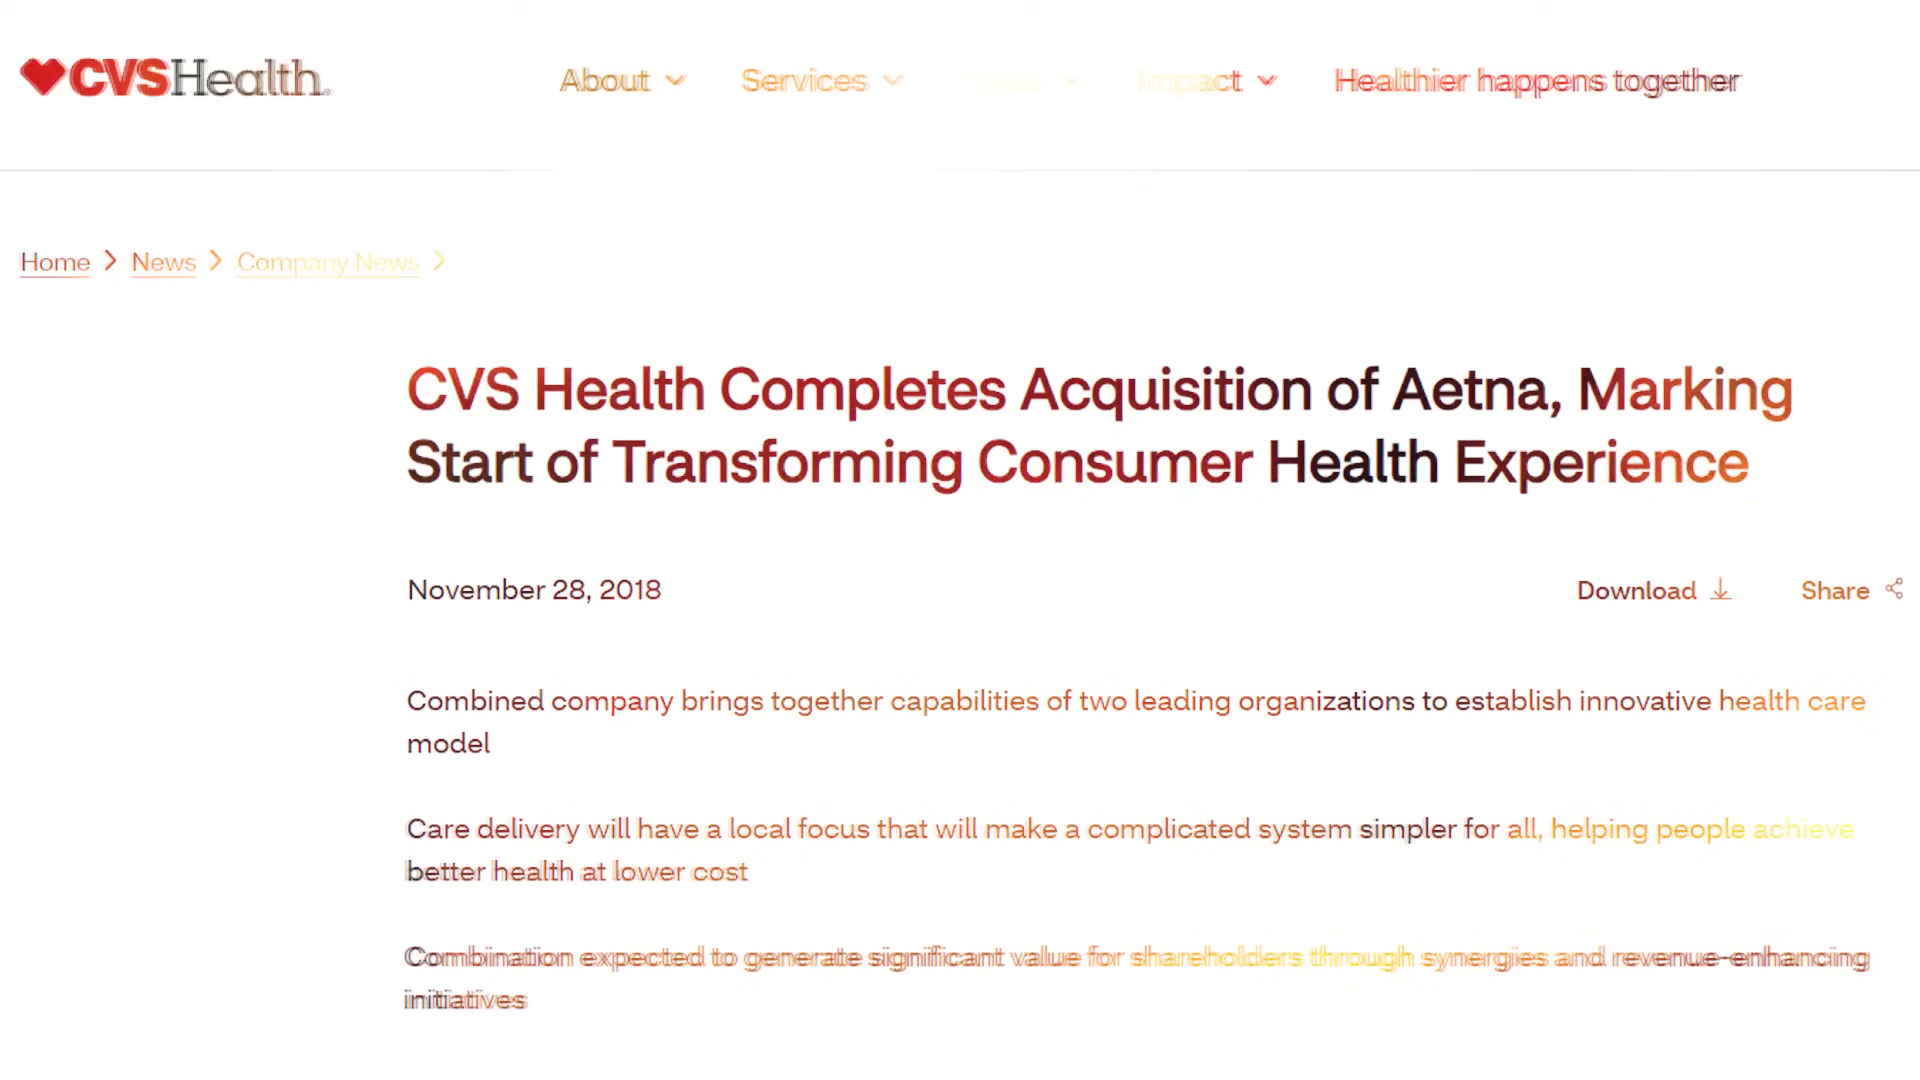 CVSHealth.
About Services Impact Healthier happens together
Home News Company News
CVS Health Completes Acquisition of Aetna, Marking
Start of Transforming Consumer Health Experience
November 28, 2018 Download Share
Combined company brings together capabilities of two leading organizations to establish innovative health care
model
Care delivery will have a local focus that will make a complicated system simpler for all, helping people achieve
better health at lower cost
Combination expected to generate significant value for shareholders through synergies and revenue-enhancing
initiatives